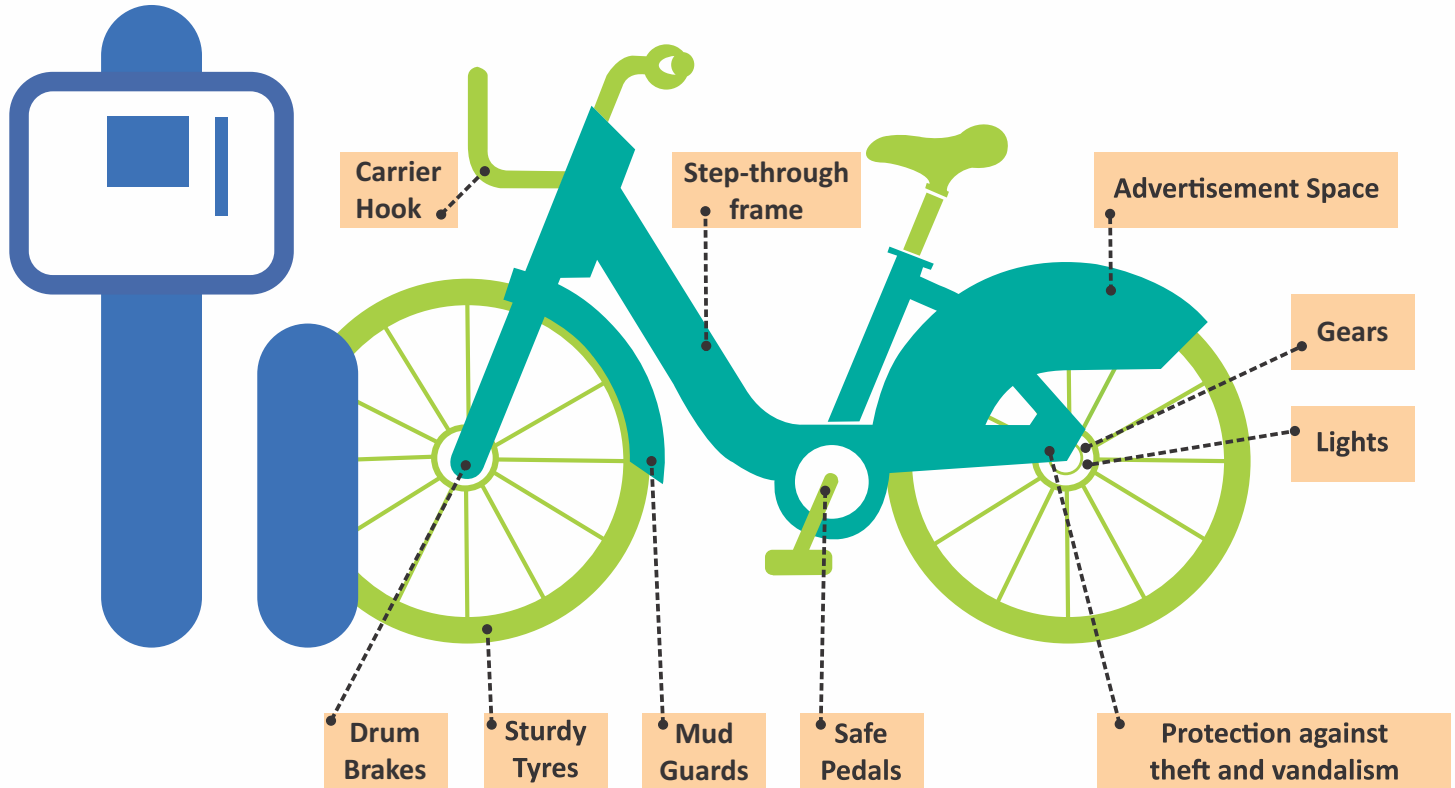 Carrier
Hook
Step-through
frame
Advertisement Space
Gears
Lights
Drum
Brakes
Sturdy
Tyres
Mud
Guards
Safe
Pedals
Protection against
theft and vandalism